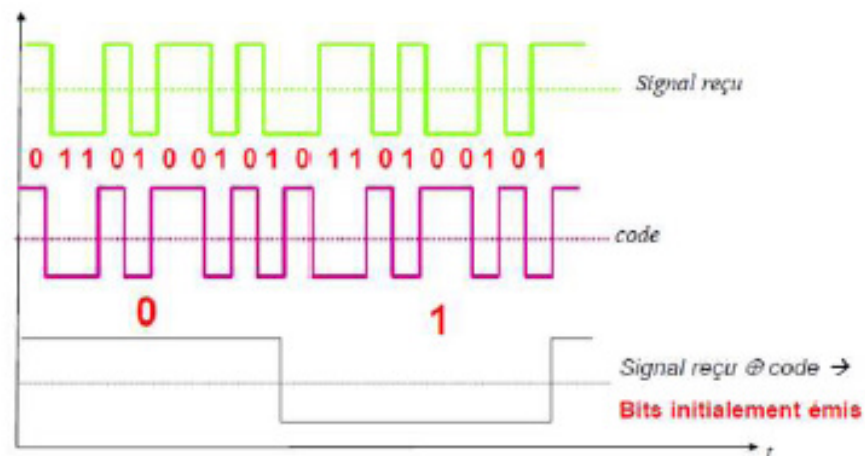 Signal reçu
0 1 1 0 1 0 0 1 0 1 0 1 1 0 1 0 0 1 0 1
code
0 1
Signal reçu ⊕ code →
Bits initialement émis
t